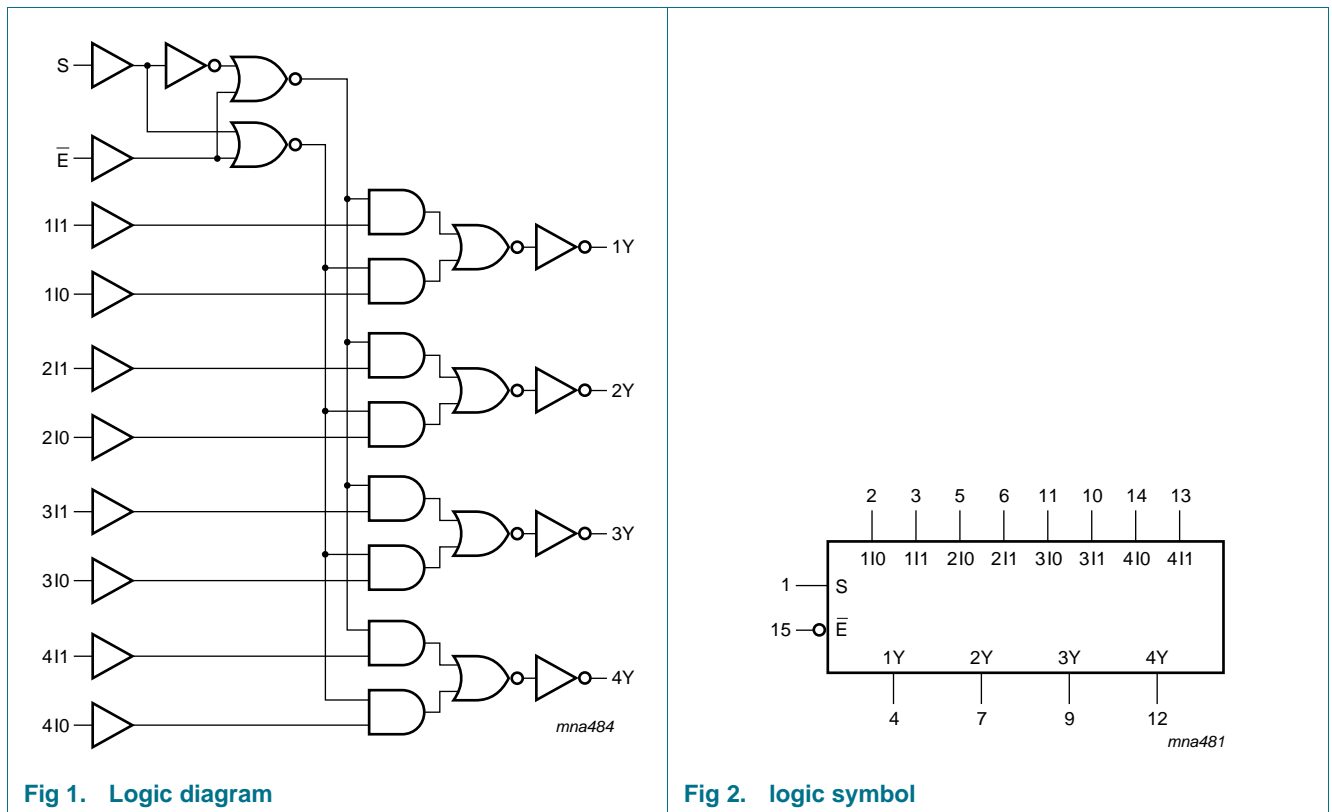 S
E
1I1
1I0
1Y
2I1
2I0
2Y
3I1
3I0
3Y
4I1
4I0
4Y
mna484
Fig 1. Logic diagram
2 3 5 6 11 10 14 13
1I0 1I1 2I0 2I1 3I0 3I1 4I0 4I1
1 S
15 E
1Y 2Y 3Y 4Y
4 7 9 12
mna481
Fig 2. logic symbol